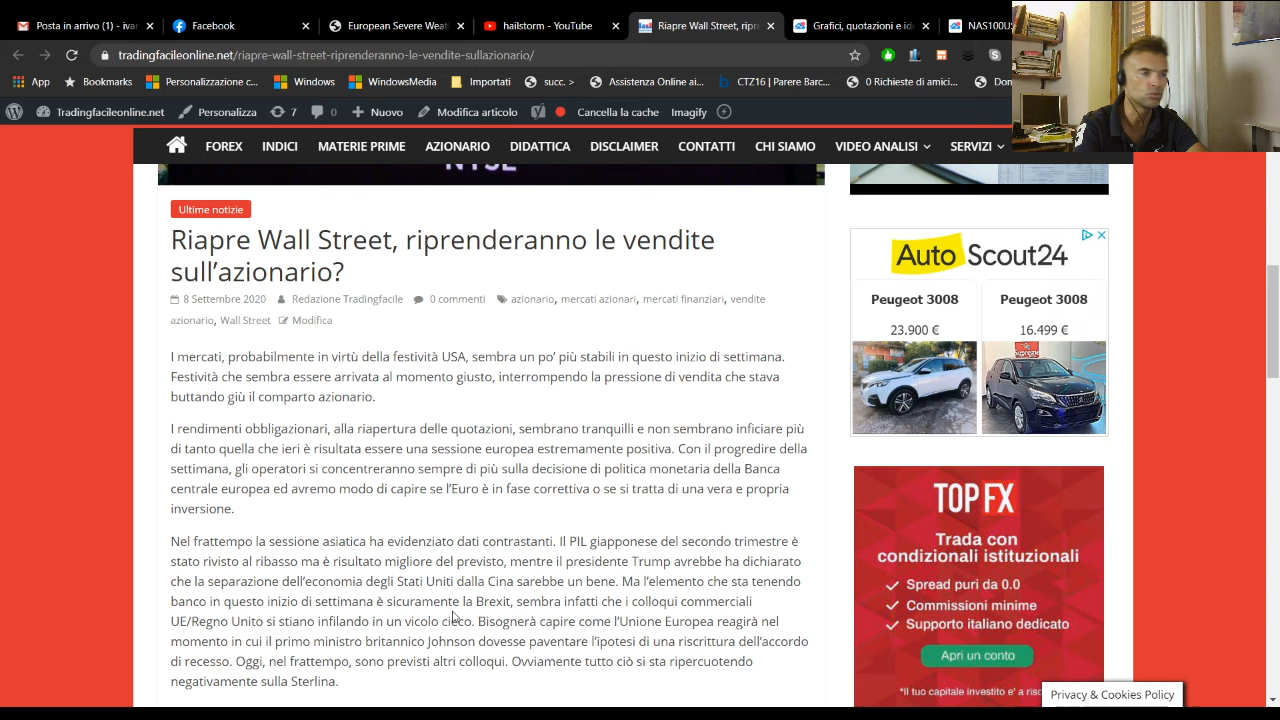 Posta in arrivo (1) - ivan
Facebook
European Severe Weat
hailstorm - YouTube
Riapre Wall Street, ripre
Grafici, quotazioni e ide
NAS100US
tradingfacileonline.net/riapre-wall-street-riprenderanno-le-vendite-sullazionario/
App
Bookmarks
Personalizzazione c...
Windows
Windows
Importati
succ. >
Assistenza Online ai...
CTZ16 | Parere Barc...
0 Richieste di amici...
Tradingfacileonline.net
Personalizza
7
0
Nuovo
Modifica articolo
Cancella la cache
Imagify
FOREX
INDICI
MATERIE PRIME
AZIONARIO
DIDATTICA
DISCLAIMER
CONTATTI
CHI SIAMO
VIDEO ANALISI
SERVIZI
NYSE
Ultime notizie
Riapre Wall Street, riprenderanno le vendite
sull’azionario?
8 Settembre 2020 Redazione Tradingfacile 0 commenti azionario, mercati azionari, mercati finanziari, vendite
azionario, Wall Street Modifica
I mercati, probabilmente in virtù della festività USA, sembra un po’ più stabili in questo inizio di settimana.
Festività che sembra essere arrivata al momento giusto, interrompendo la pressione di vendita che stava
buttando giù il comparto azionario.
I rendimenti obbligazionari, alla riapertura delle quotazioni, sembrano tranquilli e non sembrano inficiare più
di tanto quella che ieri è risultata essere una sessione europea estremamente positiva. Con il progredire della
settimana, gli operatori si concentreranno sempre di più sulla decisione di politica monetaria della Banca
centrale europea ed avremo modo di capire se l’Euro è in fase correttiva o se si tratta di una vera e propria
inversione.
Nel frattempo la sessione asiatica ha evidenziato dati contrastanti. Il PIL giapponese del secondo trimestre è
stato rivisto al ribasso ma è risultato migliore del previsto, mentre il presidente Trump avrebbe ha dichiarato
che la separazione dell’economia degli Stati Uniti dalla Cina sarebbe un bene. Ma l’elemento che sta tenendo
banco in questo inizio di settimana è sicuramente la Brexit, sembra infatti che i colloqui commerciali
UE/Regno Unito si stiano infilando in un vicolo cieco. Bisognerà capire come l’Unione Europea reagirà nel
momento in cui il primo ministro britannico Johnson dovesse paventare l’ipotesi di una riscrittura dell’accordo
di recesso. Oggi, nel frattempo, sono previsti altri colloqui. Ovviamente tutto ciò si sta ripercuotendo
negativamente sulla Sterlina.
AutoScout24
Peugeot 3008
23.900 €
Peugeot 3008
16.499 €
TOPFX
Trada con
condizionali istituzionali
Spread puri da 0.0
Commissioni minime
Supporto italiano dedicato
Apri un conto
*Il tuo capitale investito e' a ris
Privacy & Cookies Policy